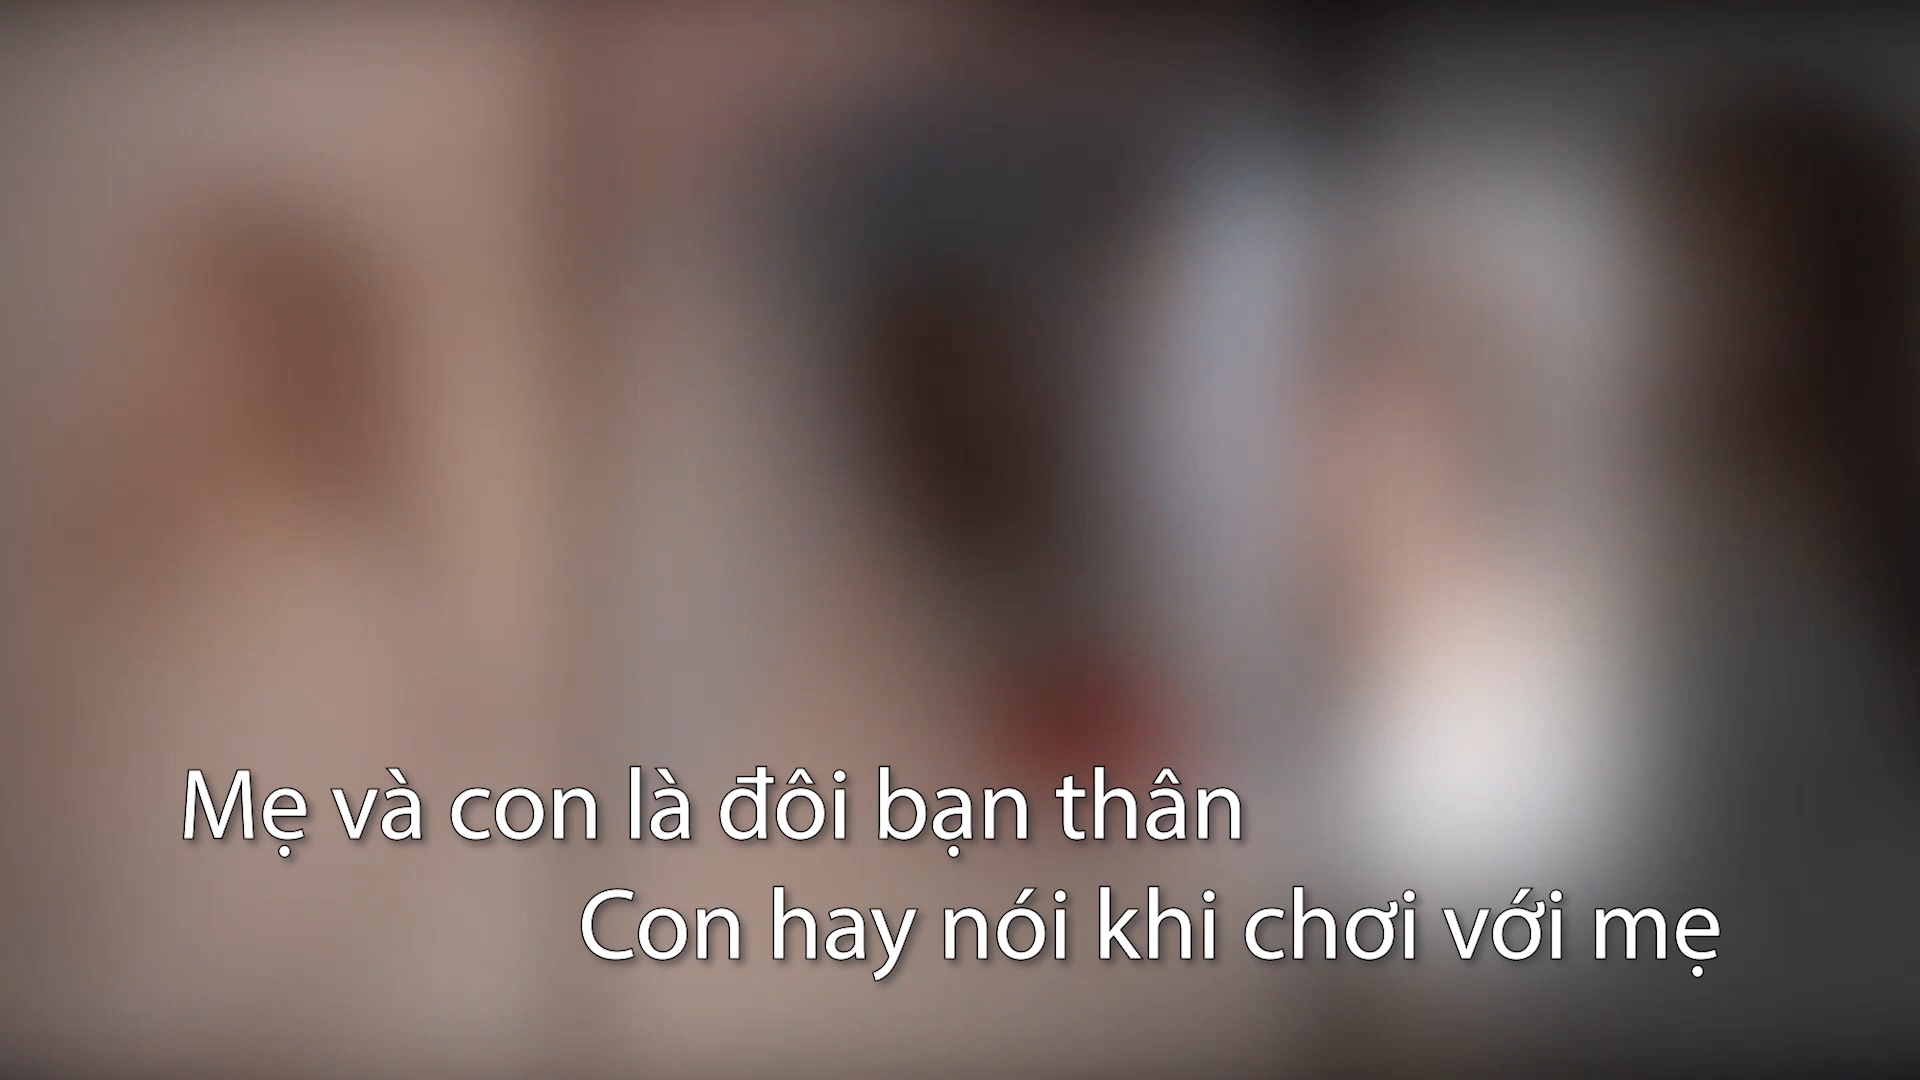 Mẹ và con là đôi bạn thân
Con hay nói khi chơi với mẹ